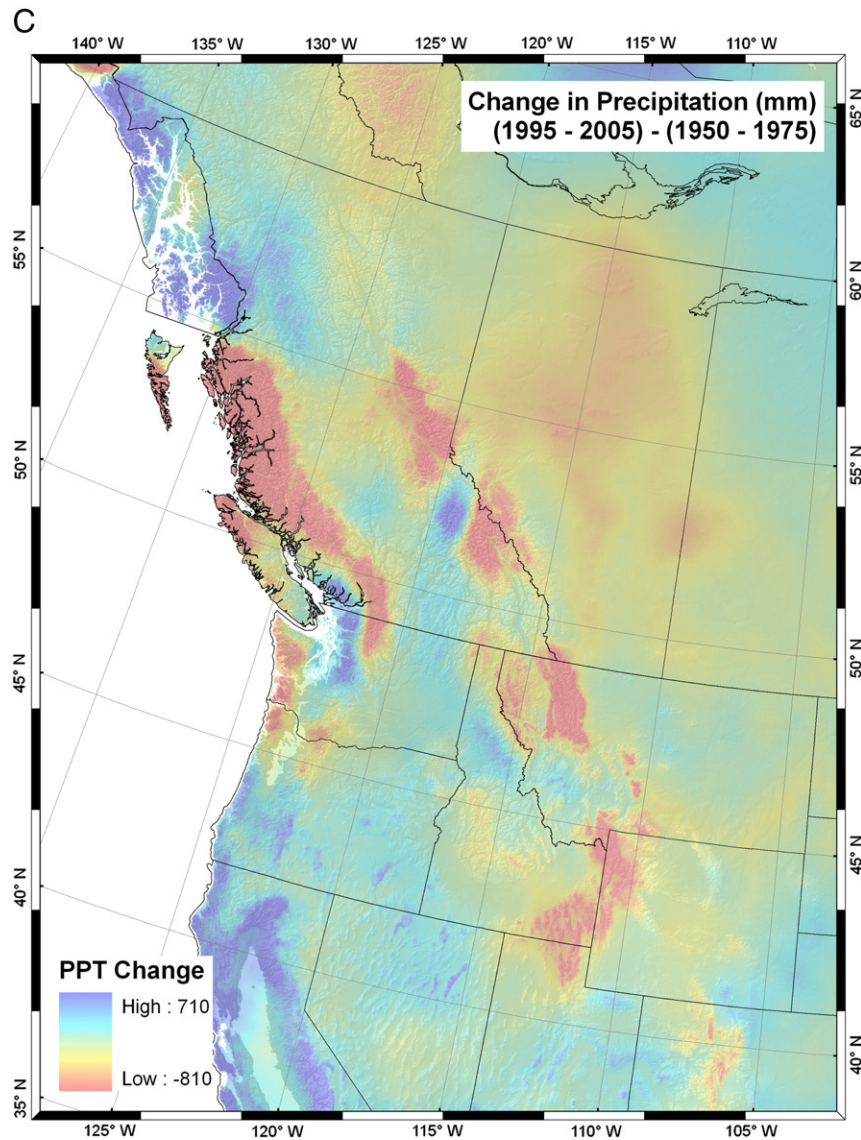 C
140° W 135° W 130° W 125° W 120° W 115° W 110° W
Change in Precipitation (mm)
(1995 - 2005) - (1950 - 1975)
65° N
55° N
60° N
50° N
55° N
45° N
50° N
40° N
45° N
35° N
40° N
PPT Change
High : 710
Low : -810
125° W 120° W 115° W 110° W 105° W